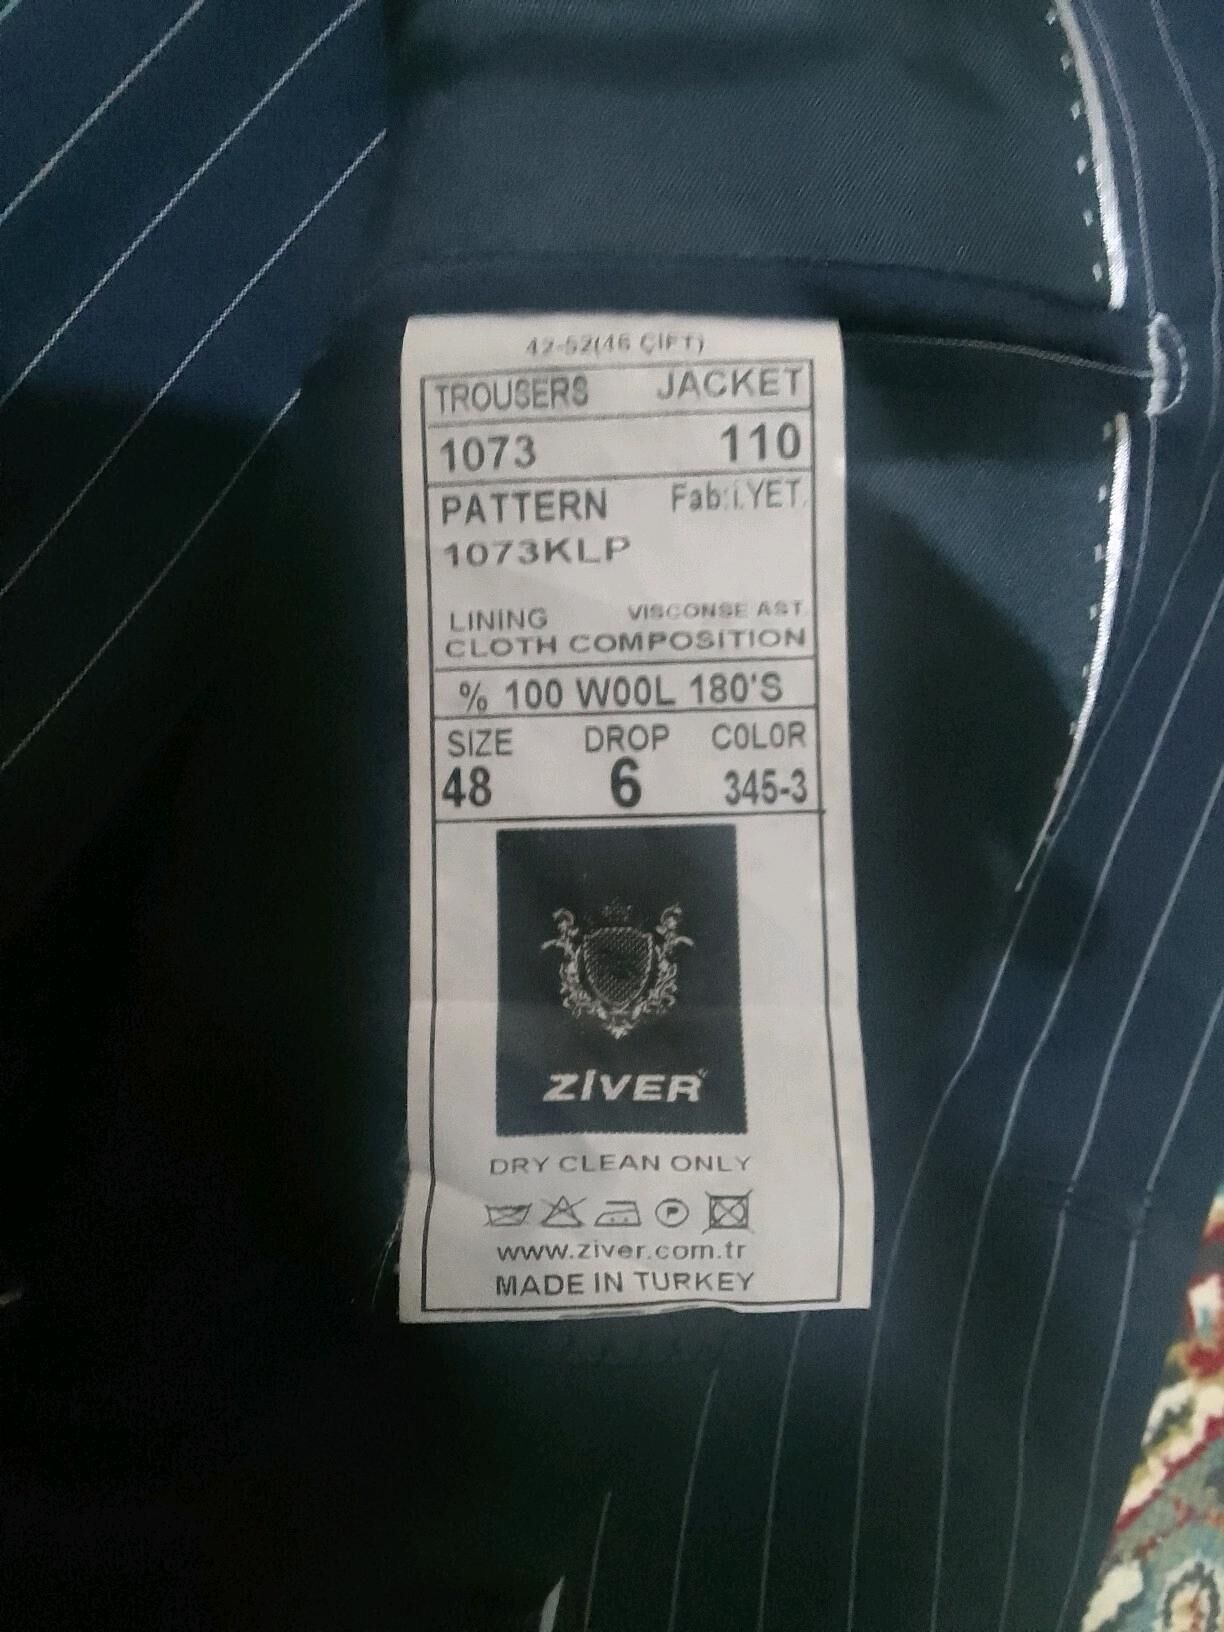 42-52(46 ÇİFT)
TROUSERS JACKET
1073 110
PATTERN Fab:i.YET.
1073KLP
LINING VISCONSE AST.
CLOTH COMPOSITION
% 100 WOOL 180'S
SIZE DROP COLOR
48 6 345-3
ZİVER
DRY CLEAN ONLY
P
www.ziver.com.tr
MADE IN TURKEY